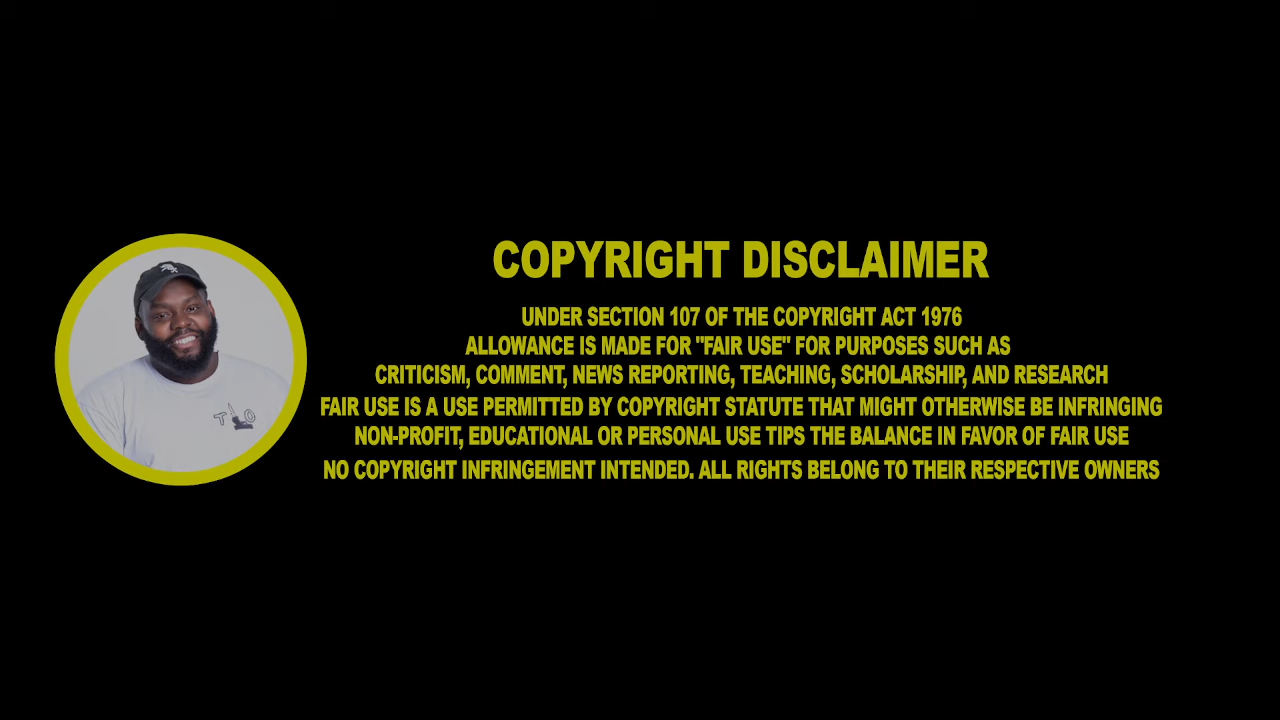 COPYRIGHT DISCLAIMER
UNDER SECTION 107 OF THE COPYRIGHT ACT 1976
ALLOWANCE IS MADE FOR "FAIR USE" FOR PURPOSES SUCH AS
CRITICISM, COMMENT, NEWS REPORTING, TEACHING, SCHOLARSHIP, AND RESEARCH
FAIR USE IS A USE PERMITTED BY COPYRIGHT STATUTE THAT MIGHT OTHERWISE BE INFRINGING
NON-PROFIT, EDUCATIONAL OR PERSONAL USE TIPS THE BALANCE IN FAVOR OF FAIR USE
NO COPYRIGHT INFRINGEMENT INTENDED. ALL RIGHTS BELONG TO THEIR RESPECTIVE OWNERS